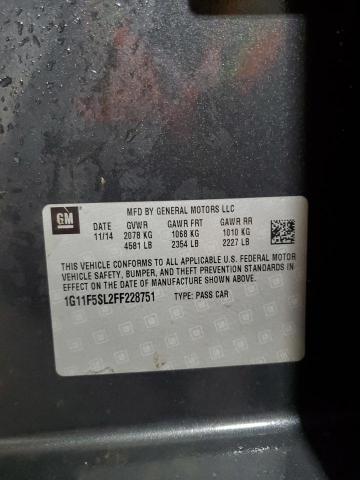 GM
MFD BY GENERAL MOTORS LLC
DATE GVWR GAWR FRT GAWR RR
11/14 2078 KG 1068 KG 1010 KG
4581 LB 2354 LB 2227 LB
THIS VEHICLE CONFORMS TO ALL APPLICABLE U.S. FEDERAL MOTOR
VEHICLE SAFETY, BUMPER, AND THEFT PREVENTION STANDARDS IN
EFFECT ON THE DATE OF MANUFACTURE SHOWN ABOVE.
1G11F5SL2FF228751 TYPE: PASS CAR